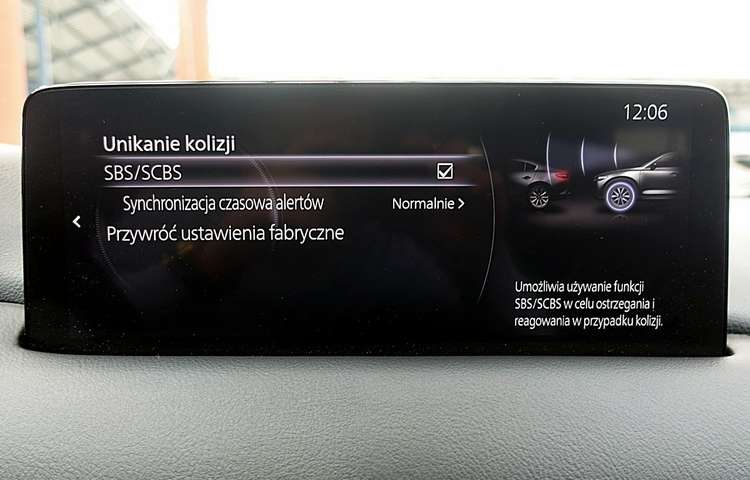 12:06
Unikanie kolizji
SBS/SCBS
Synchronizacja czasowa alertów Normalnie
Przywróć ustawienia fabryczne
Umożliwia używanie funkcji
SBS/SCBS w celu ostrzegania i
reagowania w przypadku kolizji.